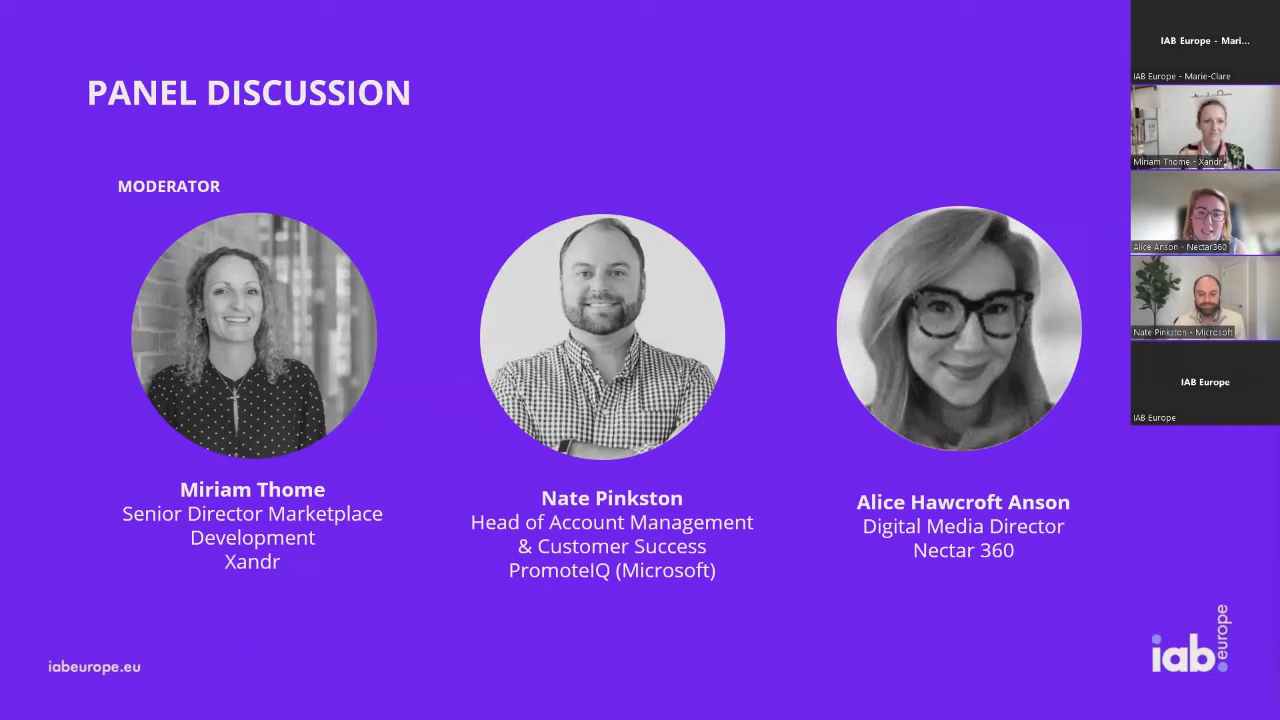 PANEL DISCUSSION
MODERATOR
Miriam Thome
Senior Director Marketplace
Development
Xandr
Nate Pinkston
Head of Account Management
& Customer Success
PromoteIQ (Microsoft)
Alice Hawcroft Anson
Digital Media Director
Nectar 360
iabeurope.eu
iab europe
IAB Europe - Mari...
IAB Europe - Marie-Clare
Miriam Thome - Xandr
Alice Anson - Nectar360
Nate Pinkston - Microsoft
IAB Europe
IAB Europe